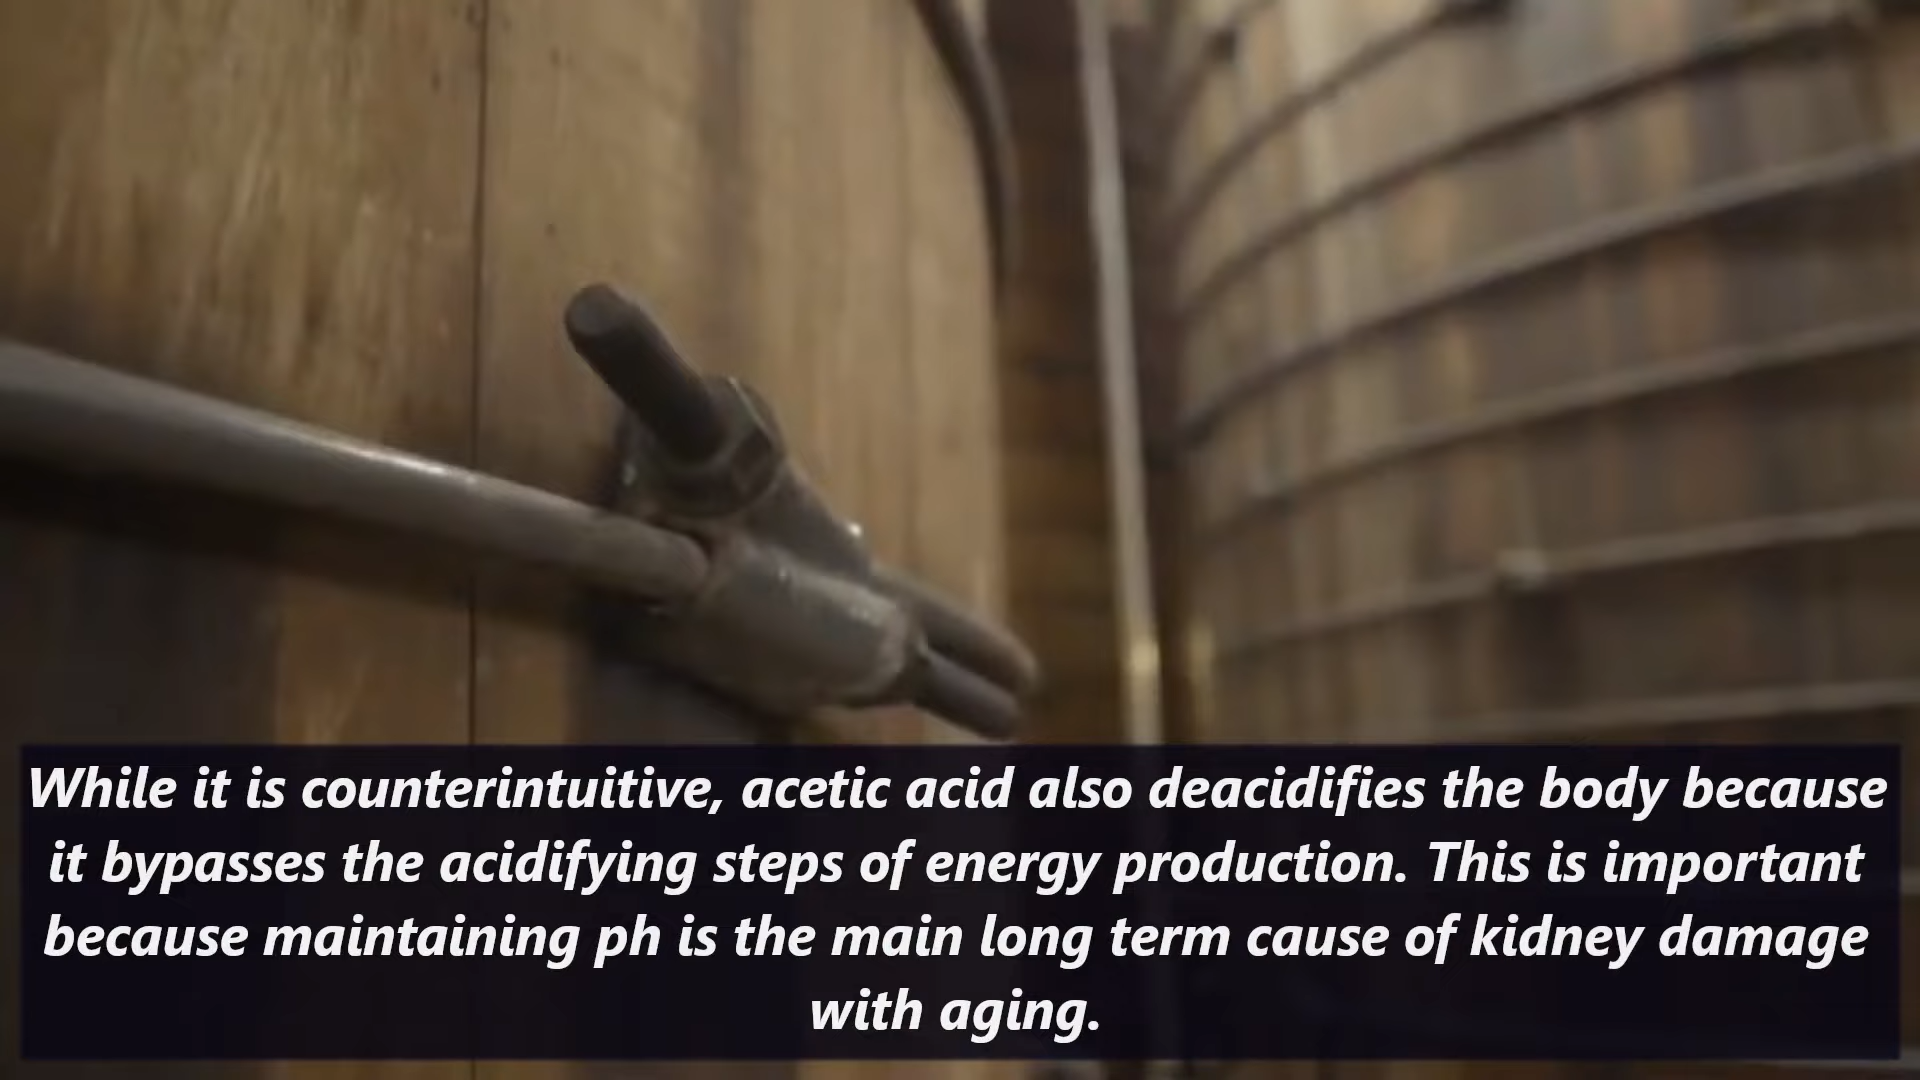 While it is counterintuitive, acetic acid also deacidifies the body because
it bypasses the acidifying steps of energy production. This is important
because maintaining ph is the main long term cause of kidney damage
with aging.